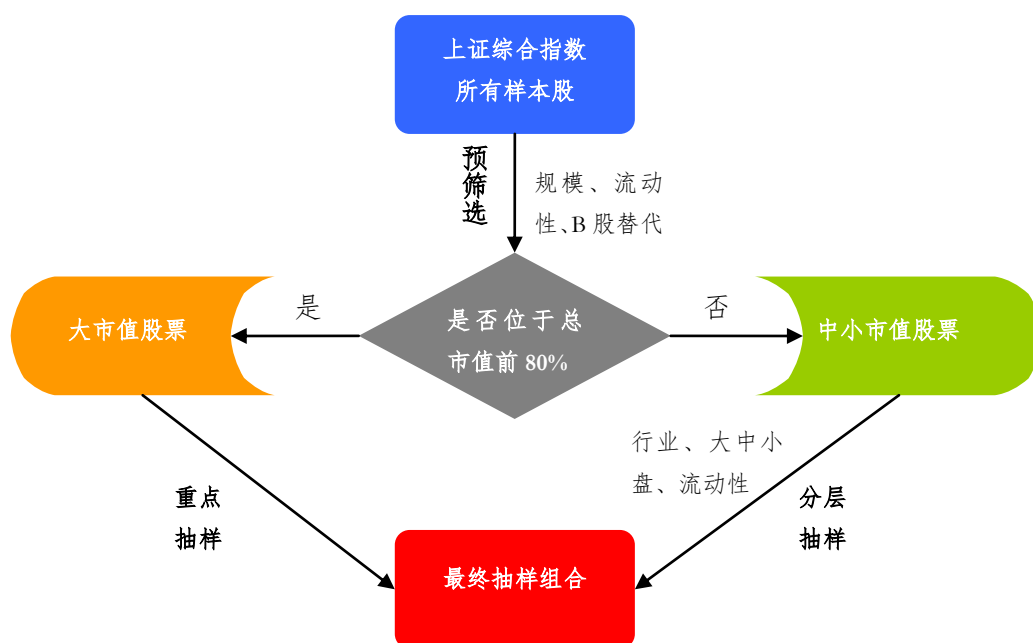 上证综合指数
所有样本股
预筛选
规模、流动
性、B 股替代
是
是否位于总
市值前 80%
否
大市值股票
中小市值股票
行业、大中小
盘、流动性
重点
抽样
分层
抽样
最终抽样组合